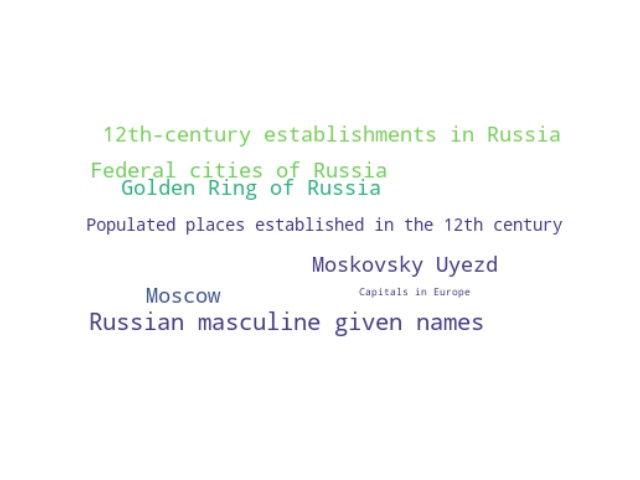 12th-century establishments in Russia
Federal cities of Russia
Golden Ring of Russia
Populated places established in the 12th century
Moskovsky Uyezd
Capitals in Europe
Moscow
Russian masculine given names